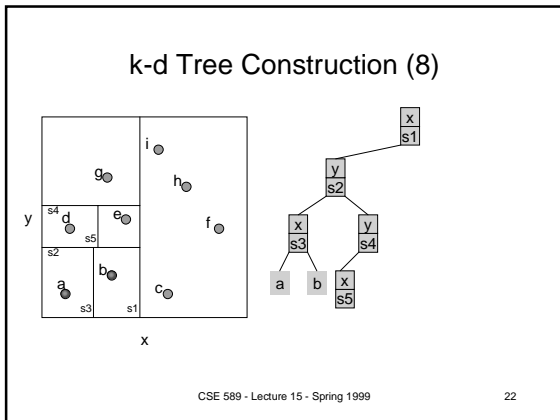 k-d Tree Construction (8)
x
s1
i
y
s2
g
h
s4
y
d
e
f
s5
x
s3
y
s4
s2
b
a
c
s3
s1
a
b
x
s5
x
CSE 589 - Lecture 15 - Spring 1999
22